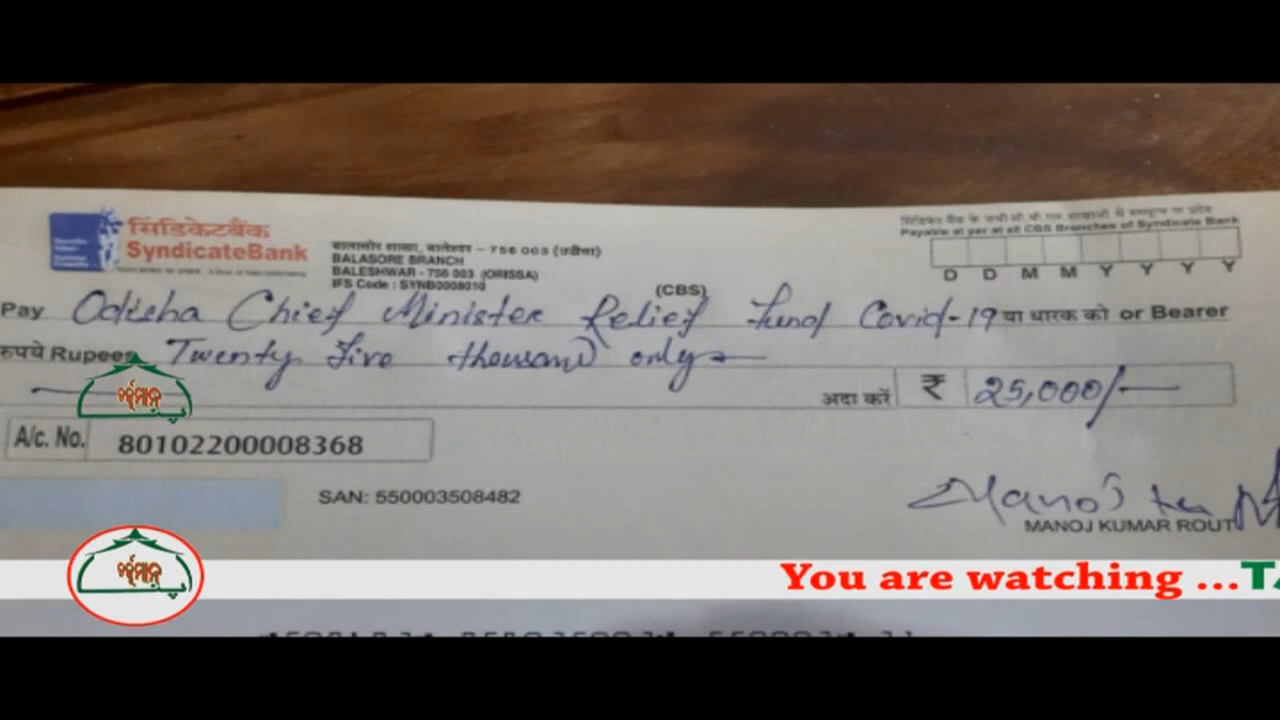 सिंडिकेटबैंक
SyndicateBank
बालासोर शाखा, बालेश्वर - 756 003 (उडीसा)
BALASORE BRANCH
BALESHWAR - 756 003 (ORISSA)
IFS Code : SYNB0008010
(CBS)
Payable at par at all CBS Branches of Syndicate Bank
D D M M Y Y Y Y
Pay Odisha Chief Minister Relief Fund Covid-19 या धारक को or Bearer
रुपये Rupees Twenty Five thousand only
अदा करें ₹ 25,000/-
A/c. No. 80102200008368
SAN: 550003508482
Manoj Ku
MANOJ KUMAR ROUT
You are watching ...TA